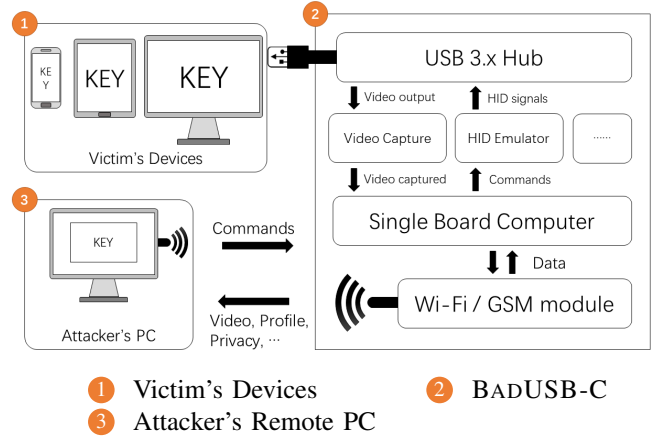 1
2
KE
Y
KEY
KEY
Victim's Devices
USB 3.x Hub
Video output
HID signals
Video Capture
HID Emulator
······
Video captured
Commands
Single Board Computer
Data
Wi-Fi / GSM module
3
KEY
Attacker's PC
Commands
Video, Profile,
Privacy, ···
1 Victim's Devices
2 BADUSB-C
3 Attacker's Remote PC